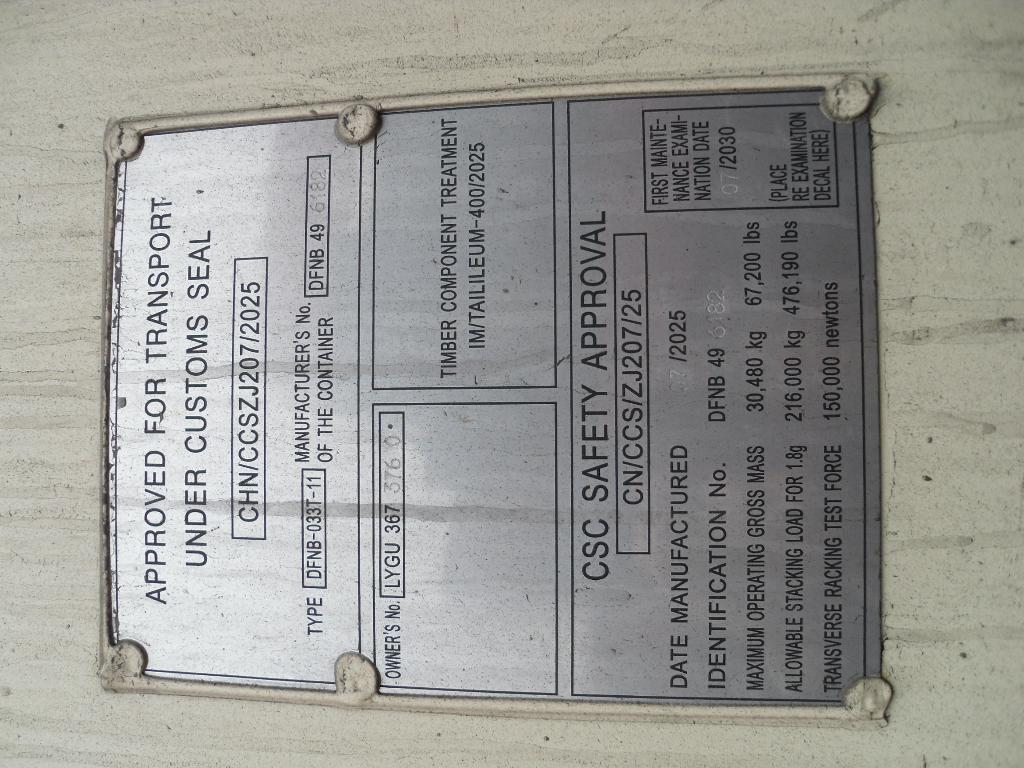 APPROVED FOR TRANSPORT
UNDER CUSTOMS SEAL
CHN/CCSZJ207/2025
TYPE DFNB-033T-11 MANUFACTURER'S No. OF THE CONTAINER DFNB 49 6182
OWNER'S No. LYGU 367 376 0
TIMBER COMPONENT TREATMENT
IM/TAILILEUM-400/2025
CSC SAFETY APPROVAL
CN/CCS/ZJ207/25
DATE MANUFACTURED 07/2025
IDENTIFICATION No. DFNB 49 6182
MAXIMUM OPERATING GROSS MASS 30,480 kg 67,200 lbs
ALLOWABLE STACKING LOAD FOR 1.8g 216,000 kg 476,190 lbs
TRANSVERSE RACKING TEST FORCE 150,000 newtons
FIRST MAINTE-
NANCE EXAMI-
NATION DATE
07/2030
(PLACE
RE EXAMINATION
DECAL HERE)